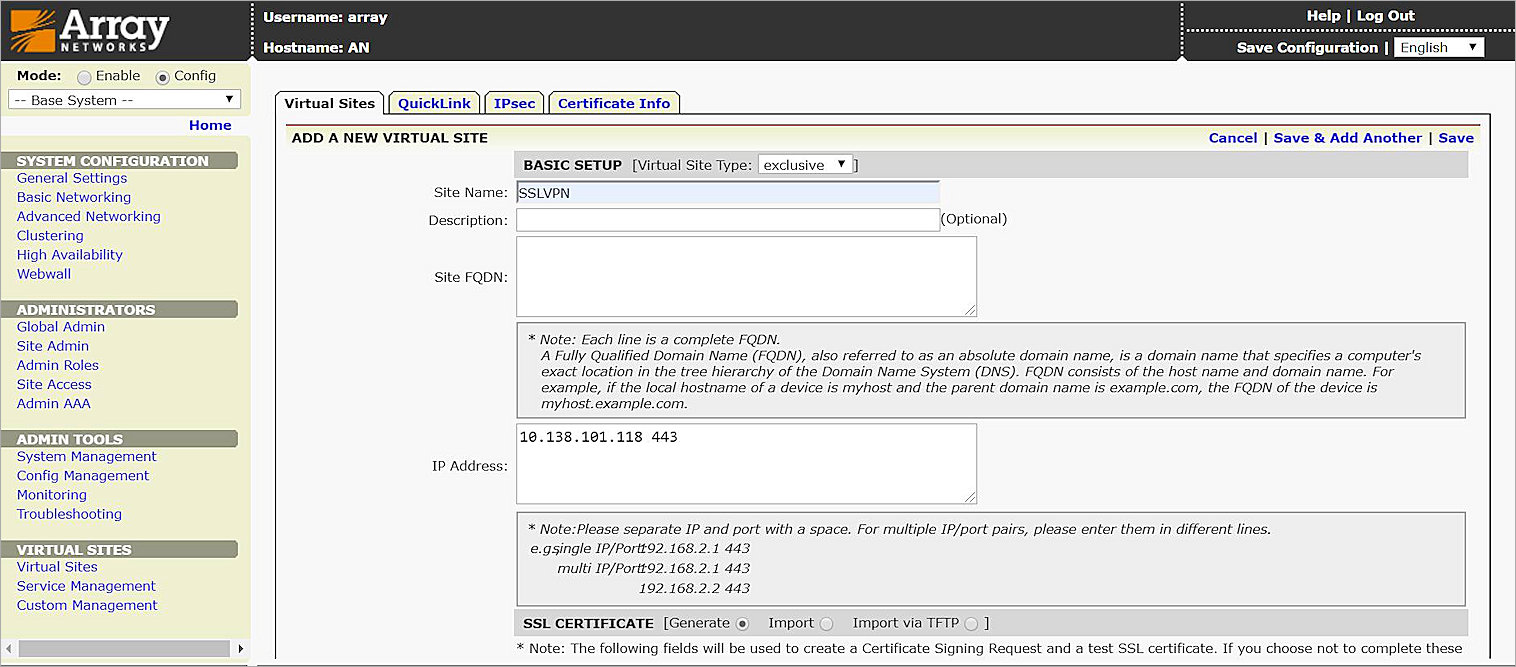 Array
NETWORKS
Username: array
Hostname: AN
Help | Log Out
Save Configuration | English
Mode: Enable Config
-- Base System --
Home
SYSTEM CONFIGURATION
General Settings
Basic Networking
Advanced Networking
Clustering
High Availability
Webwall
ADMINISTRATORS
Global Admin
Site Admin
Admin Roles
Site Access
Admin AAA
ADMIN TOOLS
System Management
Config Management
Monitoring
Troubleshooting
VIRTUAL SITES
Virtual Sites
Service Management
Custom Management
Virtual Sites QuickLink IPsec Certificate Info
ADD A NEW VIRTUAL SITE Cancel | Save & Add Another | Save
BASIC SETUP [Virtual Site Type: exclusive ]
Site Name: SSLVPN
Description: (Optional)
Site FQDN:
* Note: Each line is a complete FQDN.
A Fully Qualified Domain Name (FQDN), also referred to as an absolute domain name, is a domain name that specifies a computer's
exact location in the tree hierarchy of the Domain Name System (DNS). FQDN consists of the host name and domain name. For
example, if the local hostname of a device is myhost and the parent domain name is example.com, the FQDN of the device is
myhost.example.com.
10.138.101.118 443
IP Address:
* Note:Please separate IP and port with a space. For multiple IP/port pairs, please enter them in different lines.
e.g.single IP/Port:192.168.2.1 443
multi IP/Port:192.168.2.1 443
192.168.2.2 443
SSL CERTIFICATE [Generate Import Import via TFTP ]
* Note: The following fields will be used to create a Certificate Signing Request and a test SSL certificate. If you choose not to complete these